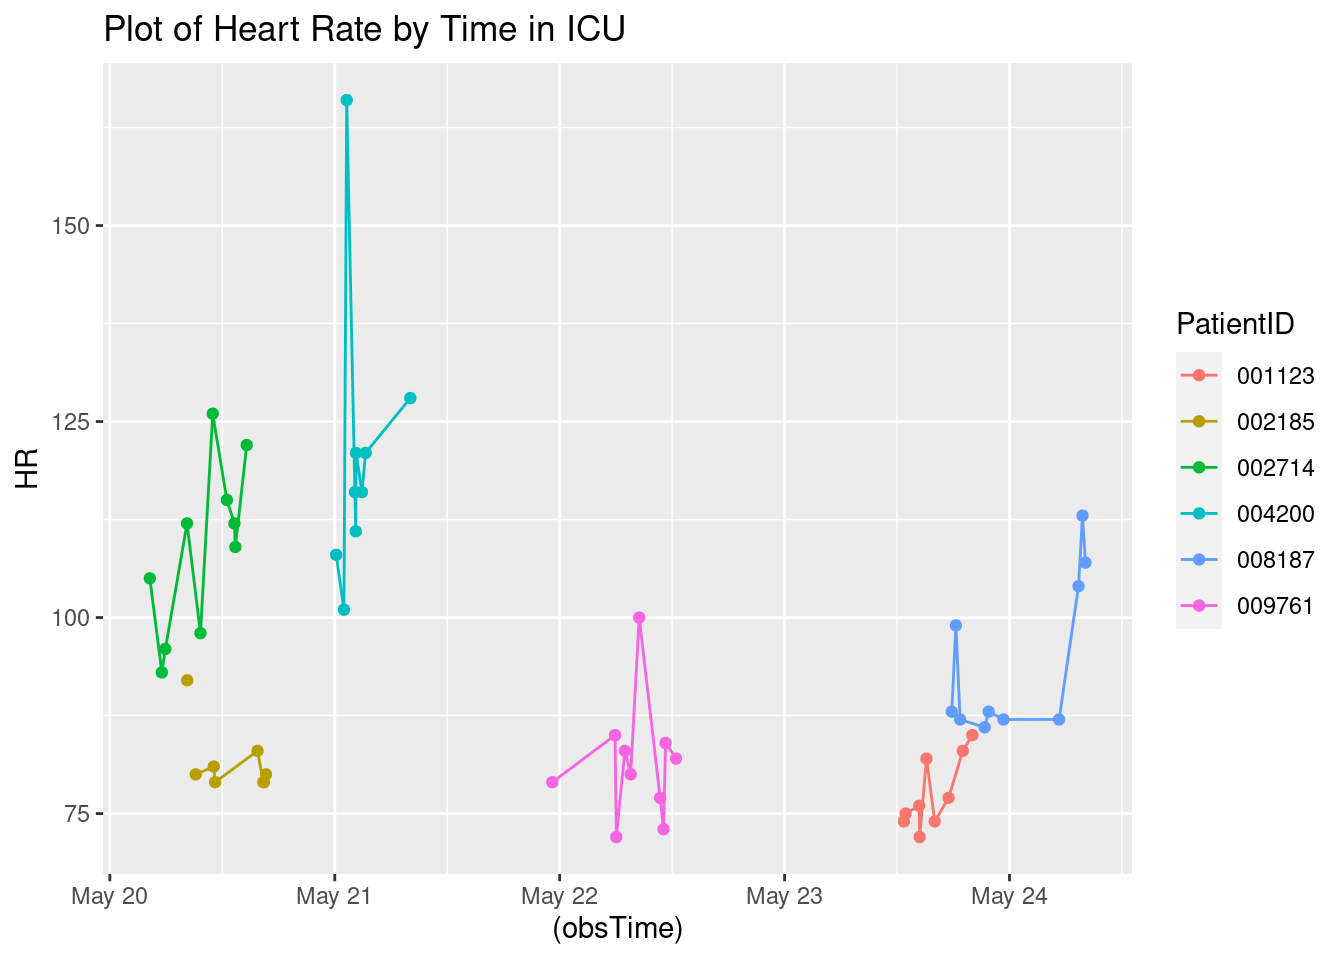 Plot of Heart Rate by Time in ICU
HR
150
125
100
75
May 20
May 21
May 22
May 23
May 24
(obsTime)
PatientID
001123
002185
002714
004200
008187
009761